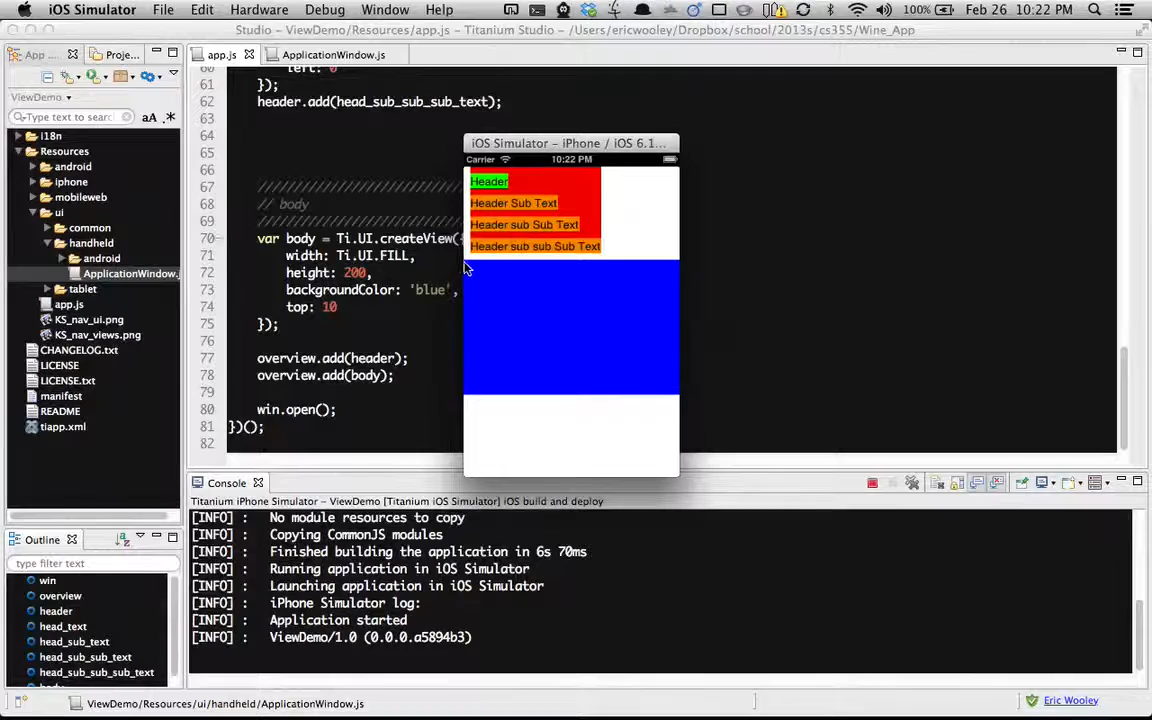 iOS Simulator File Edit Hardware Debug Window Help 100% Feb 26 10:22 PM
Studio – ViewDemo/Resources/app.js – Titanium Studio – /Users/ericwooley/Dropbox/school/2013s/cs355/Wine_App
App Proje... app.js ApplicationWindow.js
ViewDemo
Type text to searc aA .*
i18n
Resources
android
iphone
mobileweb
ui
common
handheld
android
ApplicationWindow.j
tablet
app.js
KS_nav_ui.png
KS_nav_views.png
CHANGELOG.txt
LICENSE
LICENSE.txt
manifest
README
tiapp.xml
60 left: 0
61 });
62 header.add(head_sub_sub_sub_text);
63
64
65
66
67 ////////////////////////
68 // body
69 ////////////////////////
70 var body = Ti.UI.createView(
71 width: Ti.UI.FILL,
72 height: 200,
73 backgroundColor: 'blue',
74 top: 10
75 });
76
77 overview.add(header);
78 overview.add(body);
79
80 win.open();
81 })();
82
iOS Simulator – iPhone / iOS 6.1...
Carrier 10:22 PM
Header
Header Sub Text
Header sub Sub Text
Header sub sub Sub Text
Console
Titanium iPhone Simulator – ViewDemo [Titanium iOS Simulator] iOS build and deploy
[INFO] : No module resources to copy
[INFO] : Copying CommonJS modules
[INFO] : Finished building the application in 6s 70ms
[INFO] : Running application in iOS Simulator
[INFO] : Launching application in iOS Simulator
[INFO] : iPhone Simulator log:
[INFO] : Application started
[INFO] : ViewDemo/1.0 (0.0.0.a5894b3)
Outline
type filter text
win
overview
header
head_text
head_sub_text
head_sub_sub_text
head_sub_sub_sub_text
ViewDemo/Resources/ui/handheld/ApplicationWindow.js
Eric Wooley